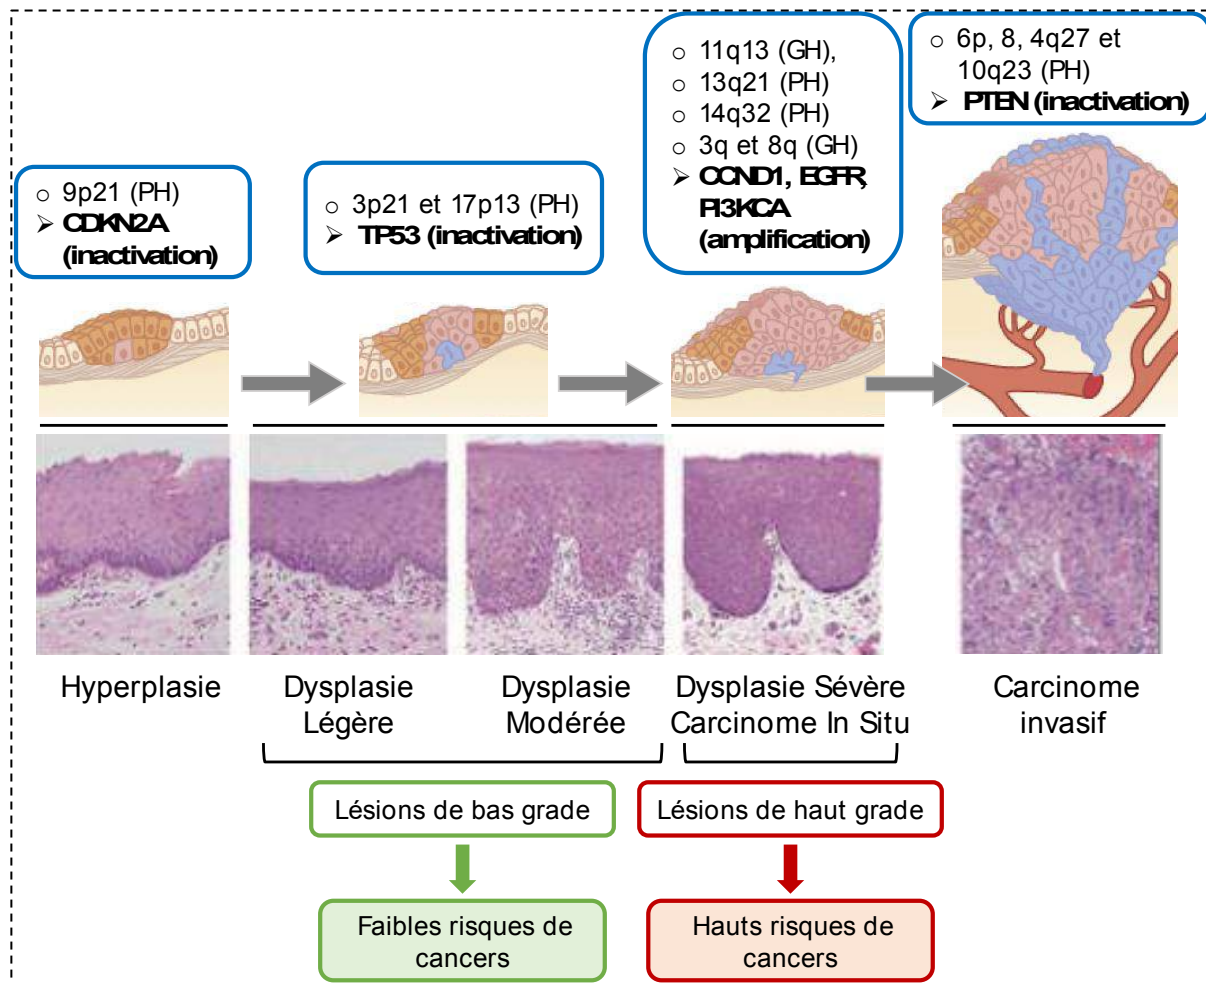 ○ 9p21 (PH)
➢ CDKN2A
(inactivation)
○ 3p21 et 17p13 (PH)
➢ TP53 (inactivation)
○ 11q13 (GH),
○ 13q21 (PH)
○ 14q32 (PH)
○ 3q et 8q (GH)
➢ CCND1, EGFR,
PI3KCA
(amplification)
○ 6p, 8, 4q27 et
10q23 (PH)
➢ PTEN (inactivation)
Hyperplasie
Dysplasie
Légère
Dysplasie
Modérée
Dysplasie Sévère
Carcinome In Situ
Carcinome
invasif
Lésions de bas grade
Lésions de haut grade
Faibles risques de
cancers
Hauts risques de
cancers